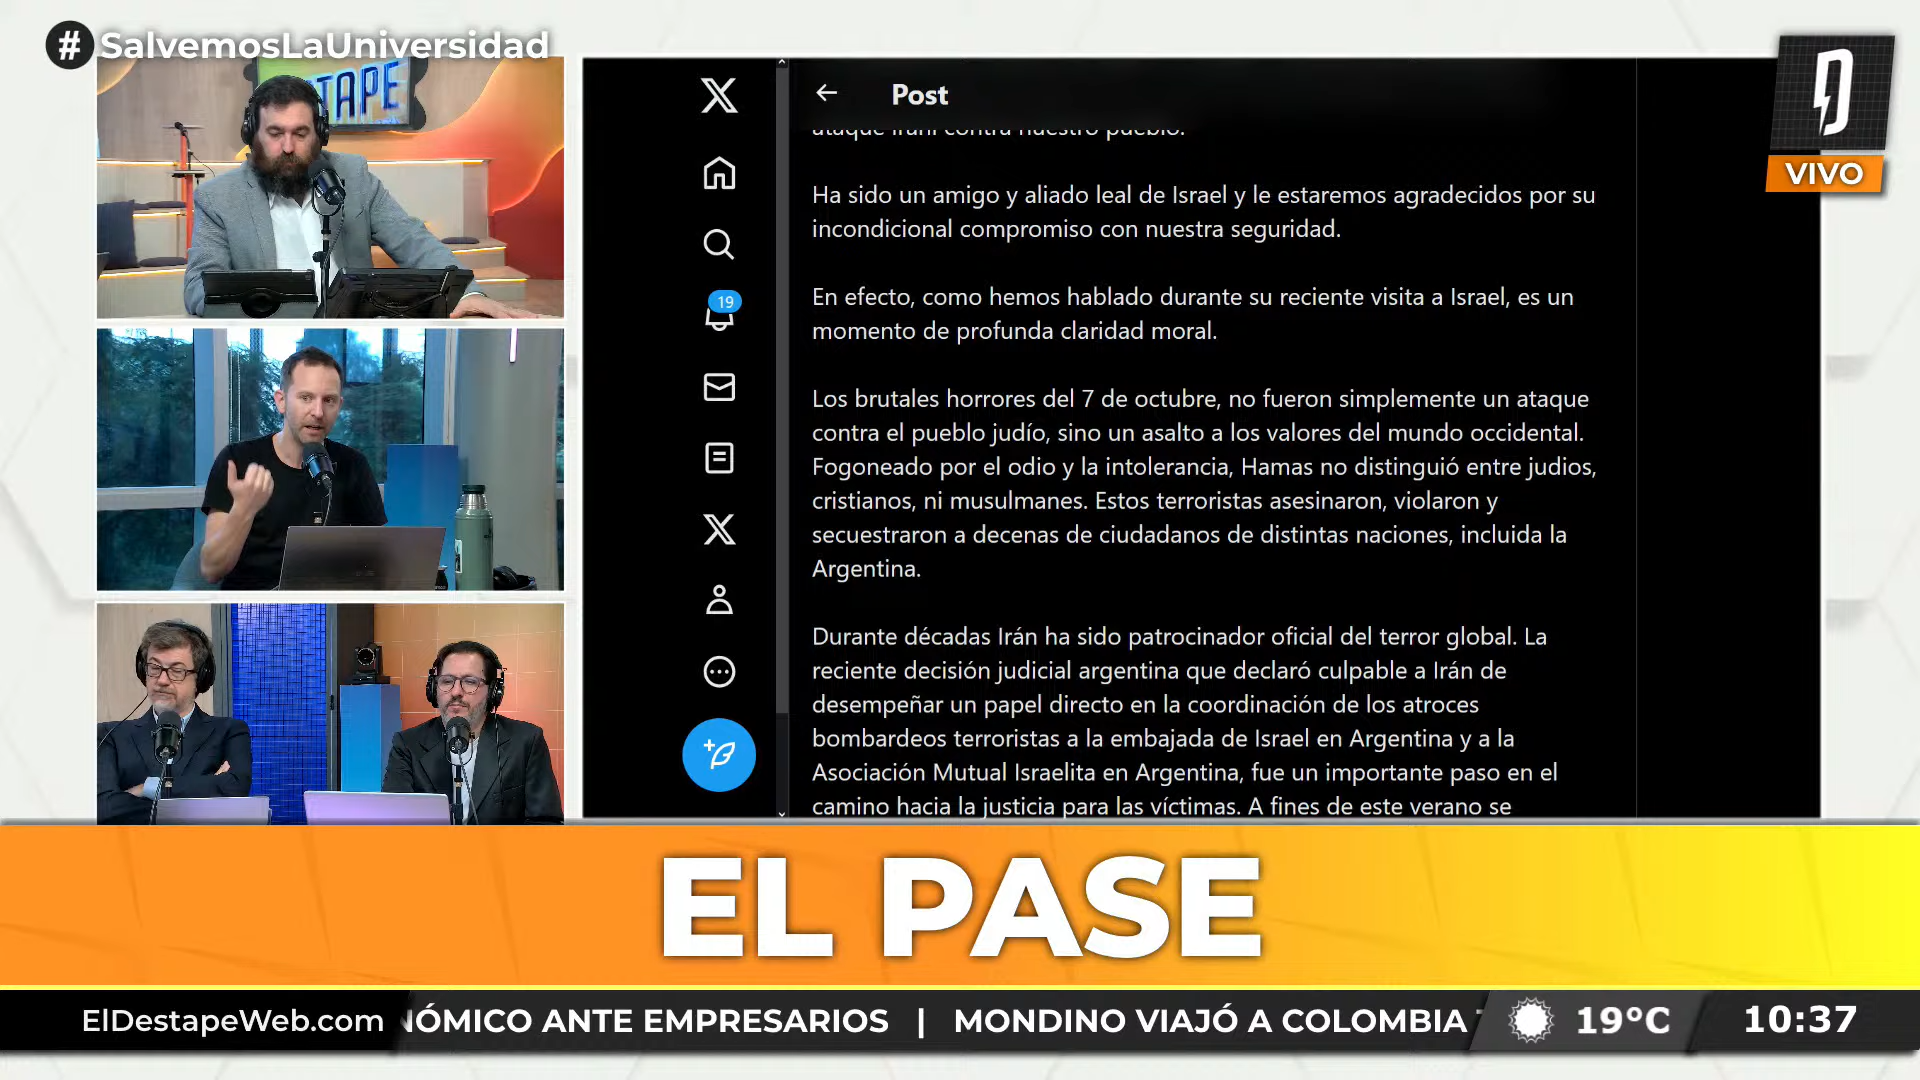 #SalvemosLaUniversidad
TAPE
Post
ataque iraní contra nuestro pueblo.
Ha sido un amigo y aliado leal de Israel y le estaremos agradecidos por su
incondicional compromiso con nuestra seguridad.
En efecto, como hemos hablado durante su reciente visita a Israel, es un
momento de profunda claridad moral.
Los brutales horrores del 7 de octubre, no fueron simplemente un ataque
contra el pueblo judío, sino un asalto a los valores del mundo occidental.
Fogoneado por el odio y la intolerancia, Hamas no distinguió entre judios,
cristianos, ni musulmanes. Estos terroristas asesinaron, violaron y
secuestraron a decenas de ciudadanos de distintas naciones, incluida la
Argentina.
Durante décadas Irán ha sido patrocinador oficial del terror global. La
reciente decisión judicial argentina que declaró culpable a Irán de
desempeñar un papel directo en la coordinación de los atroces
bombardeos terroristas a la embajada de Israel en Argentina y a la
Asociación Mutual Israelita en Argentina, fue un importante paso en el
camino hacia la justicia para las víctimas. A fines de este verano se
19
VIVO
EL PASE
ElDestapeWeb.com
NÓMICO ANTE EMPRESARIOS | MONDINO VIAJÓ A COLOMBIA
19°C
10:37